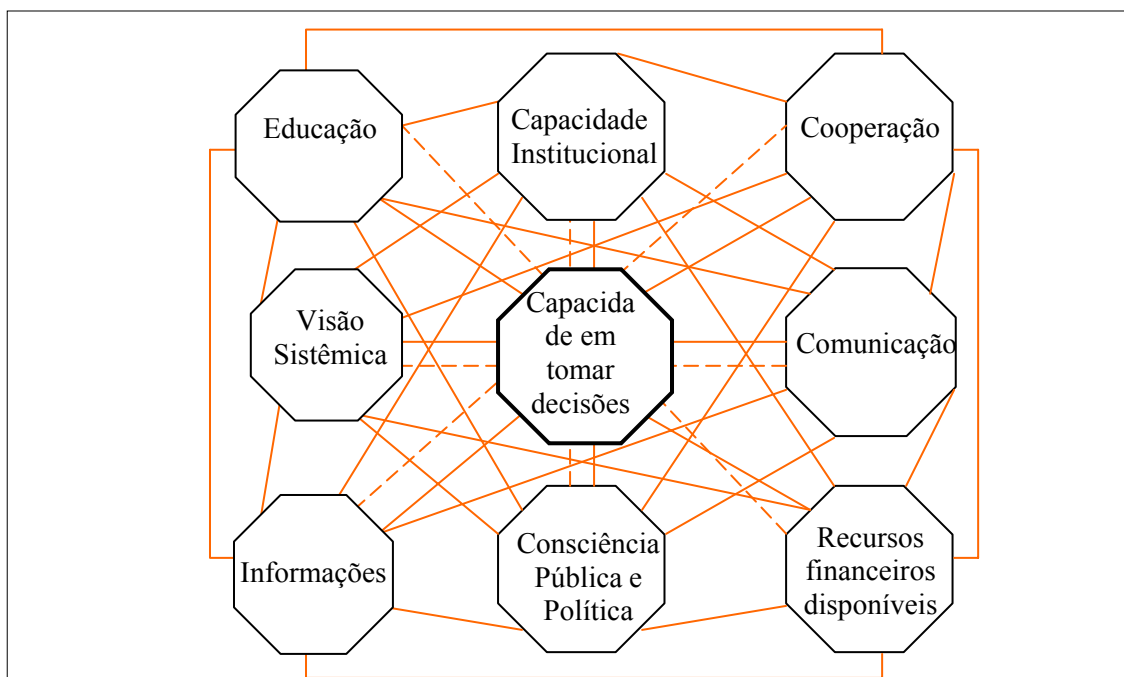 Educação
Capacidade
Institucional
Cooperação
Visão
Sistêmica
Capacida
de em
tomar
decisões
Comunicação
Informações
Consciência
Pública e
Política
Recursos
financeiros
disponíveis